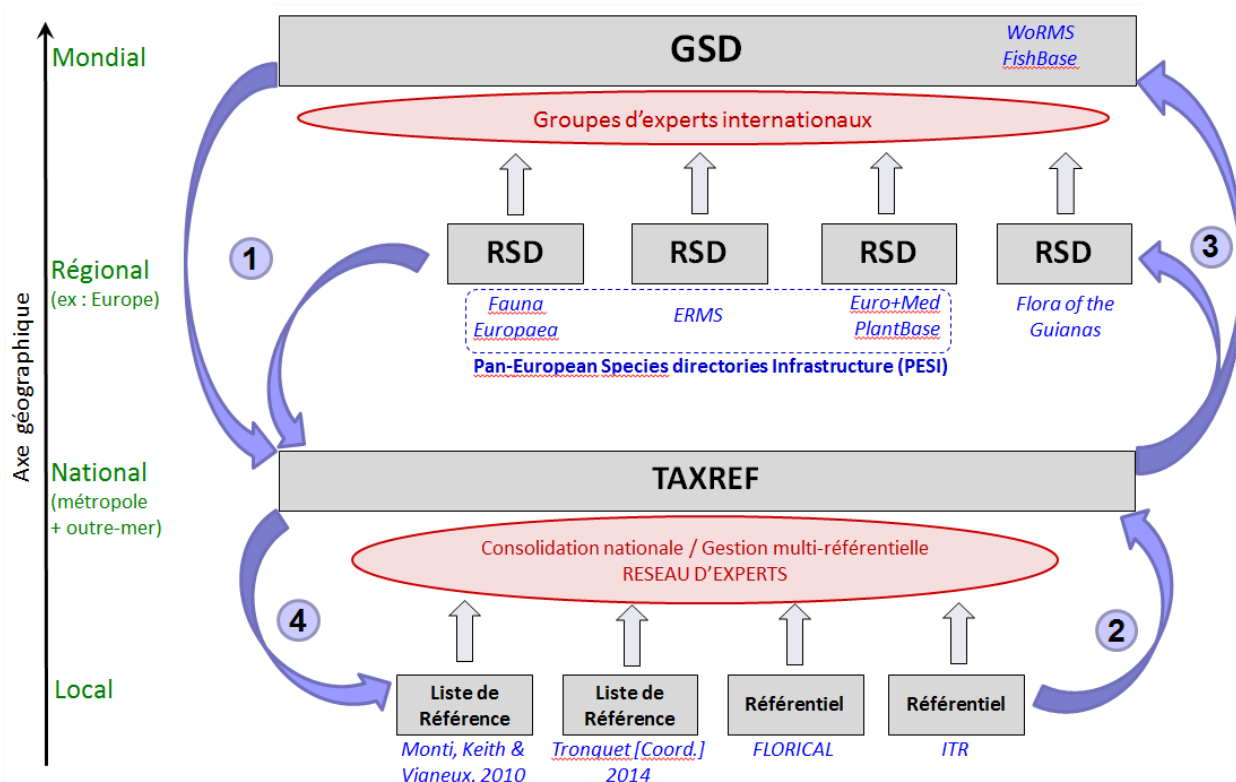 Axe géographique
Mondial
GSD
WoRMS
FishBase
Groupes d'experts internationaux
1
3
Régional
(ex : Europe)
RSD
RSD
RSD
RSD
Fauna
Europaea
ERMS
Euro+Med
PlantBase
Flora of the
Guianas
Pan-European Species directories Infrastructure (PESI)
National
(métropole
+ outre-mer)
TAXREF
Consolidation nationale / Gestion multi-référentielle
RESEAU D'EXPERTS
4
2
Local
Liste de
Référence
Liste de
Référence
Référentiel
Référentiel
Monti, Keith &
Vigneux, 2010
Tronquet [Coord.]
2014
FLORICAL
ITR